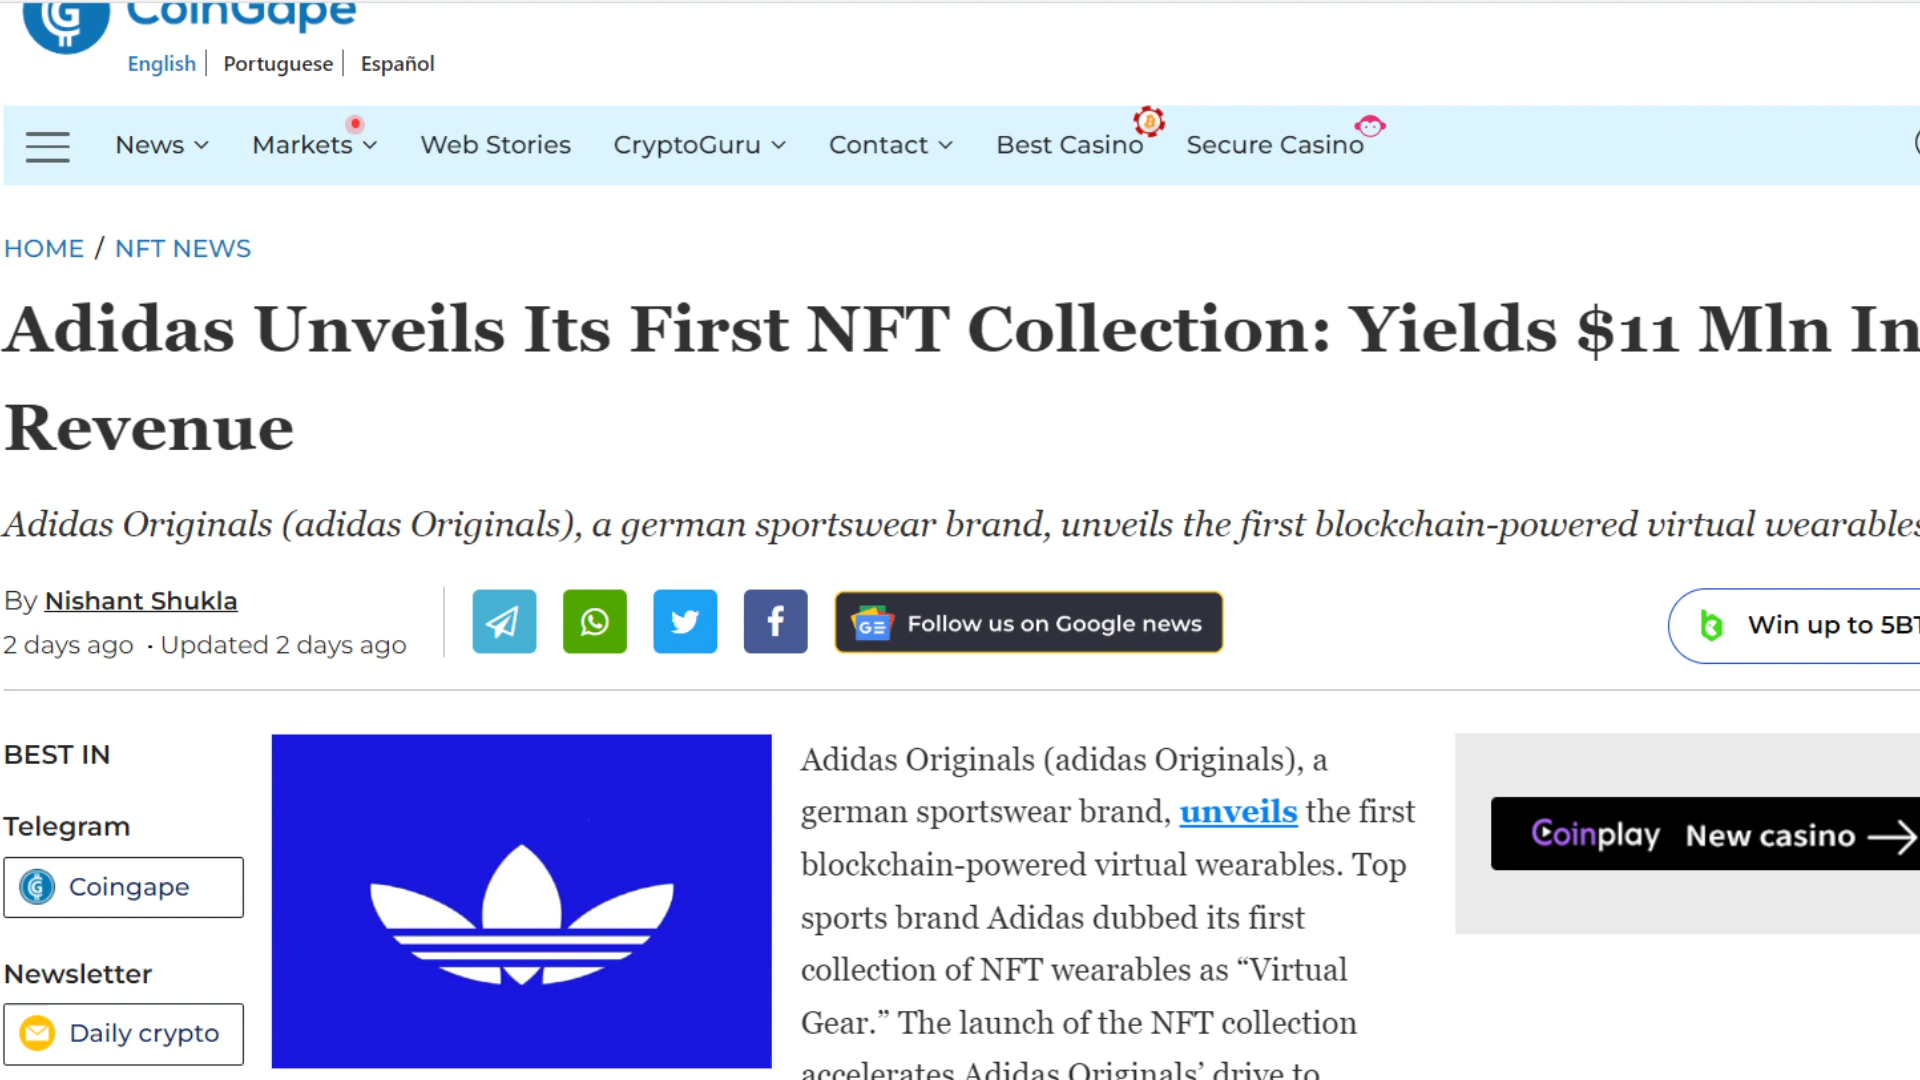 CoinGape
English | Portuguese | Español
News Markets Web Stories CryptoGuru Contact Best Casino Secure Casino
HOME / NFT NEWS
Adidas Unveils Its First NFT Collection: Yields $11 Mln In
Revenue
Adidas Originals (adidas Originals), a german sportswear brand, unveils the first blockchain-powered virtual wearables
By Nishant Shukla
2 days ago · Updated 2 days ago
Follow us on Google news
Win up to 5BT
BEST IN
Telegram
Coingape
Newsletter
Daily crypto
Adidas Originals (adidas Originals), a
german sportswear brand, unveils the first
blockchain-powered virtual wearables. Top
sports brand Adidas dubbed its first
collection of NFT wearables as “Virtual
Gear.” The launch of the NFT collection
accelerates Adidas Originals’ drive to
Coinplay New casino